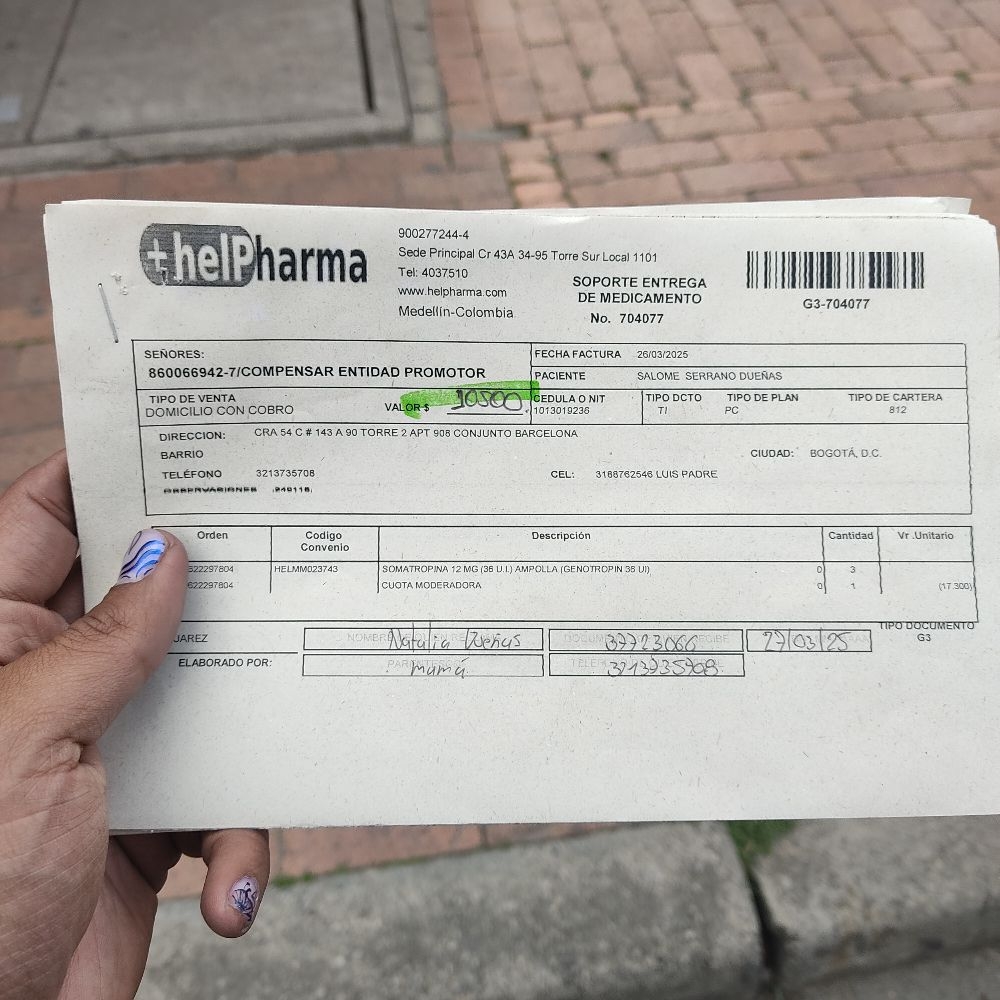 +helPharma
900277244-4
Sede Principal Cr 43A 34-95 Torre Sur Local 1101
Tel: 4037510
www.helpharma.com
Medellín-Colombia
SOPORTE ENTREGA
DE MEDICAMENTO
No. 704077
G3-704077
SEÑORES:
860066942-7/COMPENSAR ENTIDAD PROMOTOR
FECHA FACTURA 26/03/2025
PACIENTE SALOME SERRANO DUEÑAS
TIPO DE VENTA
DOMICILIO CON COBRO
VALOR $ 10500
CEDULA O NIT
1013019236
TIPO DCTO
TI
TIPO DE PLAN
PC
TIPO DE CARTERA
812
DIRECCION: CRA 54 C # 143 A 90 TORRE 2 APT 908 CONJUNTO BARCELONA
BARRIO
CIUDAD: BOGOTÁ, D.C.
TELÉFONO 3213735708
CEL: 3188762546 LUIS PADRE
OBSERVASIONES
Orden Codigo Convenio Descripción Cantidad Vr .Unitario
622297804 HELMM023743 SOMATROPINA 12 MG (36 U.I.) AMPOLLA (GENOTROPIN 36 UI) 0 3
622297804 CUOTA MODERADORA 0 1 (17.300)
TIPO DOCUMENTO
G3
JUAREZ
ELABORADO POR:
Natalia Dueñas
37723066
27/03/25
mamá